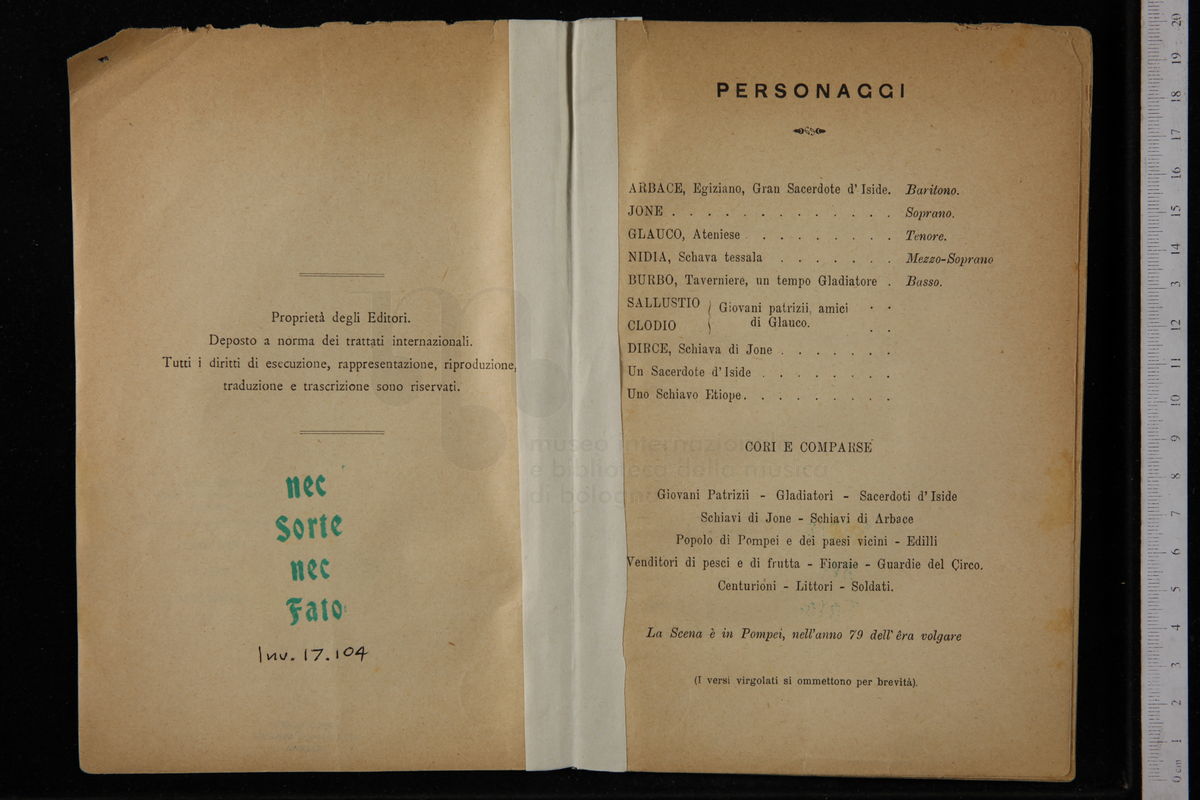 Proprietà degli Editori.
Deposto a norma dei trattati internazionali.
Tutti i diritti di esecuzione, rappresentazione, riproduzione,
traduzione e trascrizione sono riservati.
nec
Sorte
nec
Fato
Inv. 17.104
PERSONAGGI
ARBACE, Egiziano, Gran Sacerdote d' Iside. Baritono.
JONE . . . . . . . . . . . . . Soprano.
GLAUCO, Ateniese . . . . . . . . . Tenore.
NIDIA, Schava tessala . . . . . . . Mezzo-Soprano
BURBO, Taverniere, un tempo Gladiatore . Basso.
SALLUSTIO ) Giovani patrizii, amici . .
CLODIO ) di Glauco. . .
DIRCE, Schiava di Jone . . . . . . .
Un Sacerdote d' Iside . . . . . . . .
Uno Schiavo Etiope. . . . . . . . .
CORI E COMPARSE
Giovani Patrizii - Gladiatori - Sacerdoti d' Iside
Schiavi di Jone - Schiavi di Arbace
Popolo di Pompei e dei paesi vicini - Edilli
Venditori di pesci e di frutta - Fioraie - Guardie del Circo.
Centurioni - Littori - Soldati.
La Scena è in Pompei, nell'anno 79 dell' êra volgare
(I versi virgolati si ommettono per brevità).
museo internazionale
e biblioteca della musica
di bologna